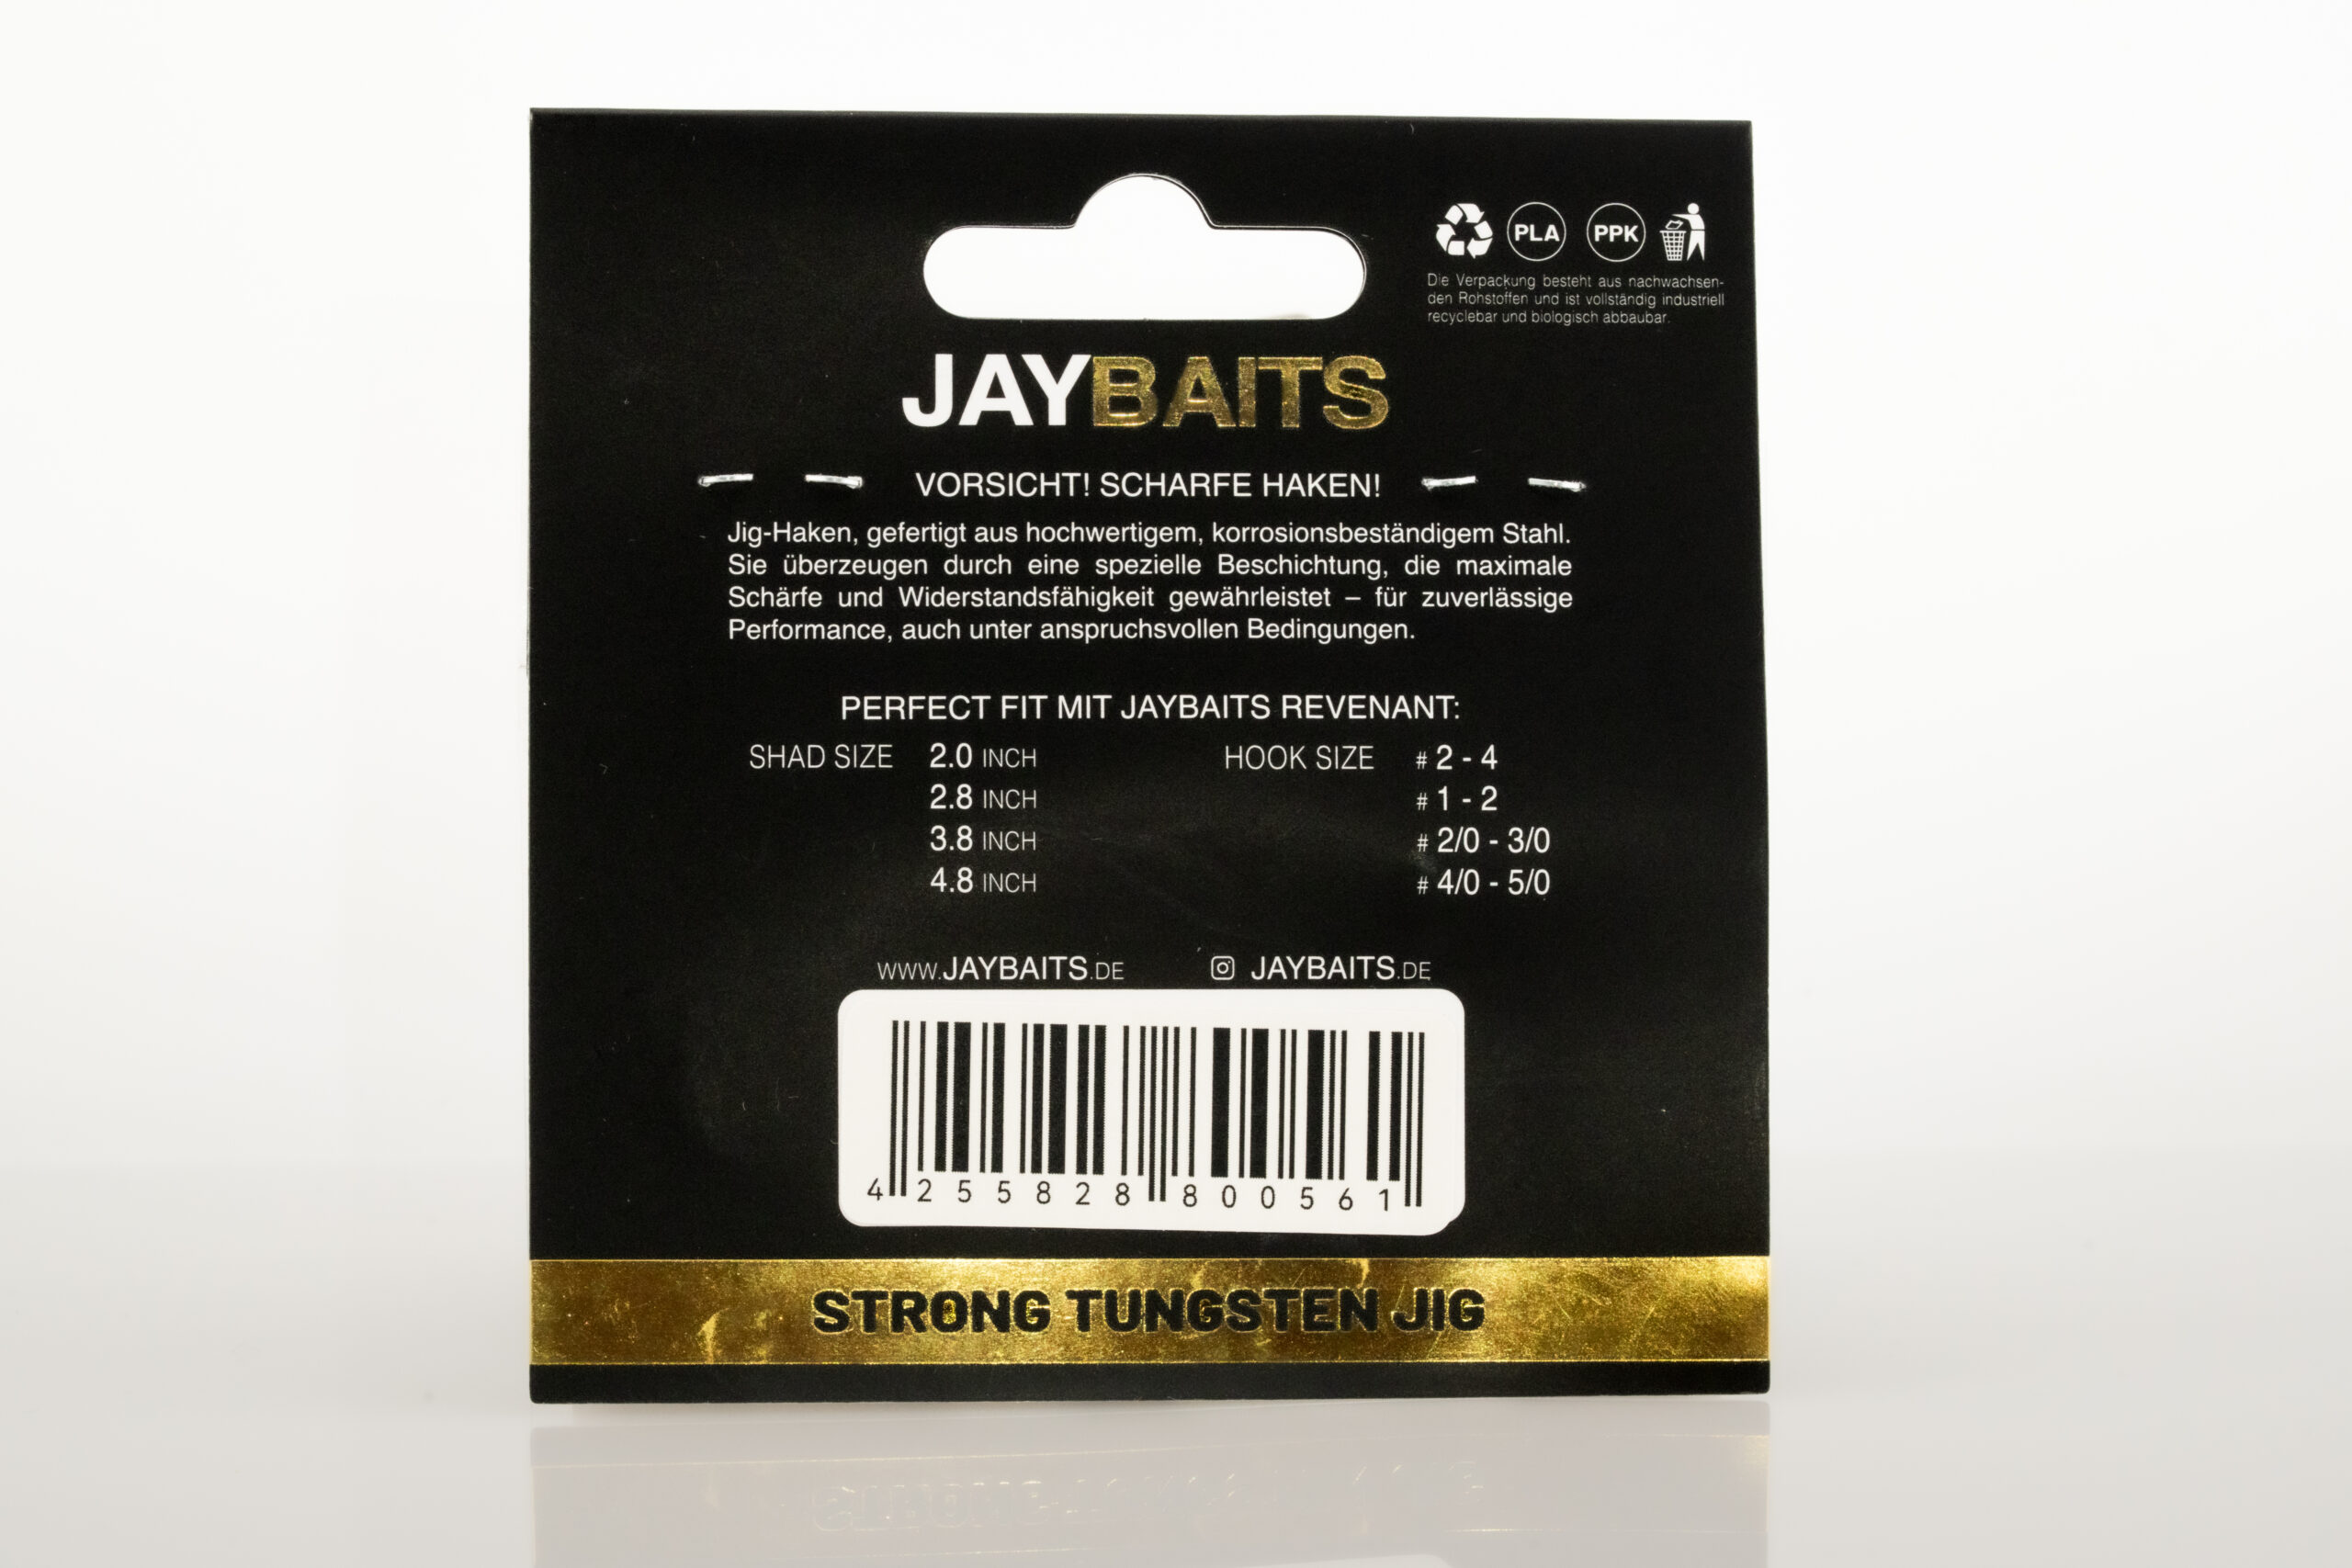 PLA PPK
Die Verpackung besteht aus nachwachsen-
den Rohstoffen und ist vollständig industriell
recyclebar und biologisch abbaubar.
JAYBAITS
VORSICHT! SCHARFE HAKEN!
Jig-Haken, gefertigt aus hochwertigem, korrosionsbeständigem Stahl.
Sie überzeugen durch eine spezielle Beschichtung, die maximale
Schärfe und Widerstandsfähigkeit gewährleistet – für zuverlässige
Performance, auch unter anspruchsvollen Bedingungen.
PERFECT FIT MIT JAYBAITS REVENANT:
SHAD SIZE 2.0 INCH HOOK SIZE # 2 - 4
2.8 INCH # 1 - 2
3.8 INCH # 2/0 - 3/0
4.8 INCH # 4/0 - 5/0
WWW.JAYBAITS.DE JAYBAITS.DE
4 255828 800561
STRONG TUNGSTEN JIG